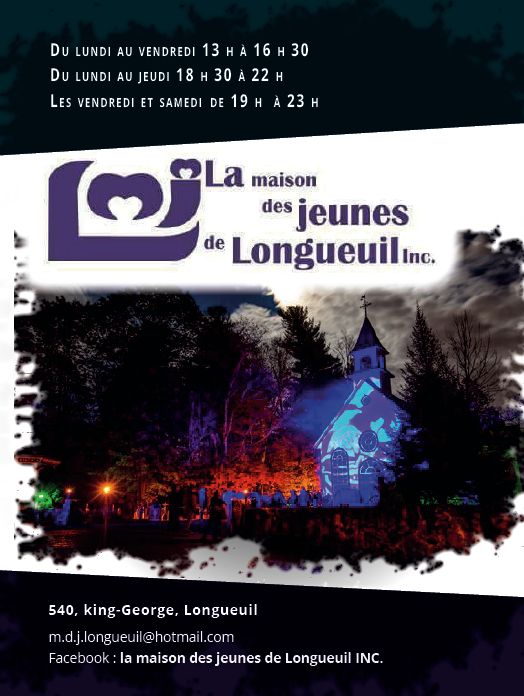 Du lundi au vendredi 13 h à 16 h 30
Du lundi au jeudi 18 h 30 à 22 h
Les vendredi et samedi de 19 h à 23 h
La maison
des jeunes
de Longueuil Inc.
540, king-George, Longueuil
m.d.j.longueuil@hotmail.com
Facebook : la maison des jeunes de Longueuil INC.